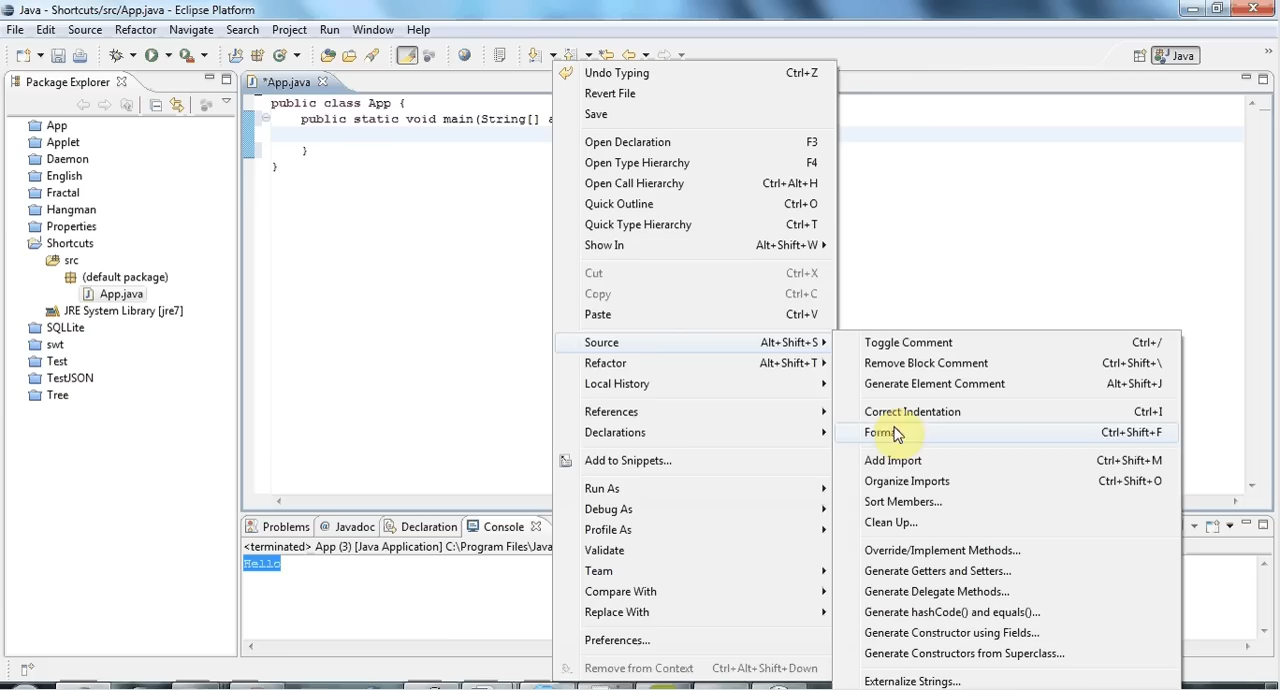 Java - Shortcuts/src/App.java - Eclipse Platform
File Edit Source Refactor Navigate Search Project Run Window Help
Java
Package Explorer
*App.java
App
Applet
Daemon
English
Fractal
Hangman
Properties
Shortcuts
src
(default package)
App.java
JRE System Library [jre7]
SQLLite
swt
Test
TestJSON
Tree
public class App {
public static void main(String[] a
}
}
Undo Typing Ctrl+Z
Revert File
Save
Open Declaration F3
Open Type Hierarchy F4
Open Call Hierarchy Ctrl+Alt+H
Quick Outline Ctrl+O
Quick Type Hierarchy Ctrl+T
Show In Alt+Shift+W
Cut Ctrl+X
Copy Ctrl+C
Paste Ctrl+V
Source Alt+Shift+S
Refactor Alt+Shift+T
Local History
References
Declarations
Add to Snippets...
Run As
Debug As
Profile As
Validate
Team
Compare With
Replace With
Preferences...
Remove from Context Ctrl+Alt+Shift+Down
Toggle Comment Ctrl+/
Remove Block Comment Ctrl+Shift+\
Generate Element Comment Alt+Shift+J
Correct Indentation Ctrl+I
Forma Ctrl+Shift+F
Add Import Ctrl+Shift+M
Organize Imports Ctrl+Shift+O
Sort Members...
Clean Up...
Override/Implement Methods...
Generate Getters and Setters...
Generate Delegate Methods...
Generate hashCode() and equals()...
Generate Constructor using Fields...
Generate Constructors from Superclass...
Externalize Strings...
Problems @ Javadoc Declaration Console
<terminated> App (3) [Java Application] C:\Program Files\Java
Hello